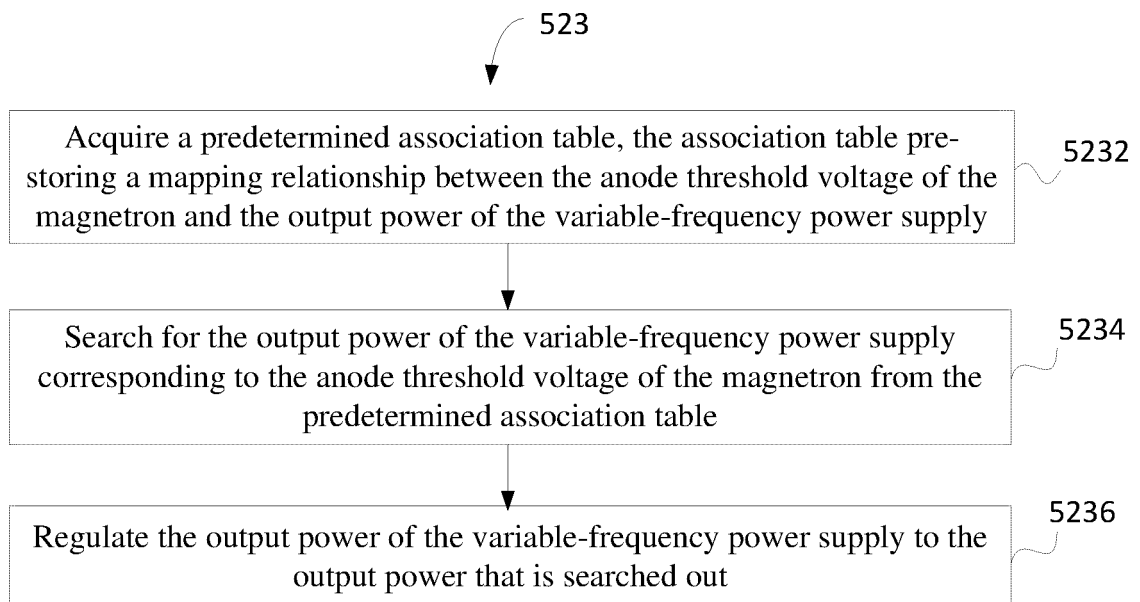 523
Acquire a predetermined association table, the association table pre-
storing a mapping relationship between the anode threshold voltage of the
magnetron and the output power of the variable-frequency power supply
5232
Search for the output power of the variable-frequency power supply
corresponding to the anode threshold voltage of the magnetron from the
predetermined association table
5234
Regulate the output power of the variable-frequency power supply to the
output power that is searched out
5236